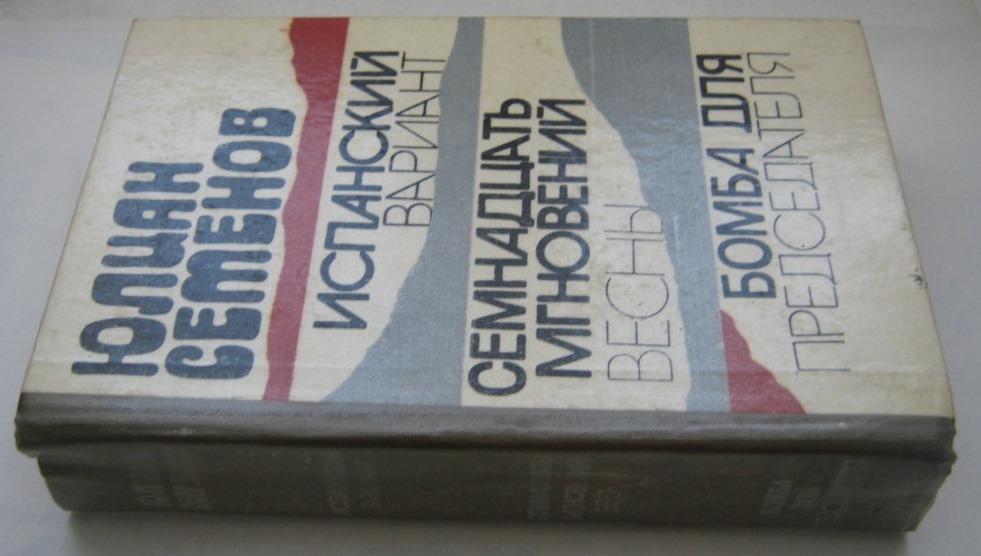 ЮЛИАН
СЕМЕНОВ
ИСПАНСКИЙ
ВАРИАНТ
СЕМНАДЦАТЬ
МГНОВЕНИЙ
ВЕСНЫ
БОМБА ДЛЯ
ПРЕДСЕДАТЕЛЯ